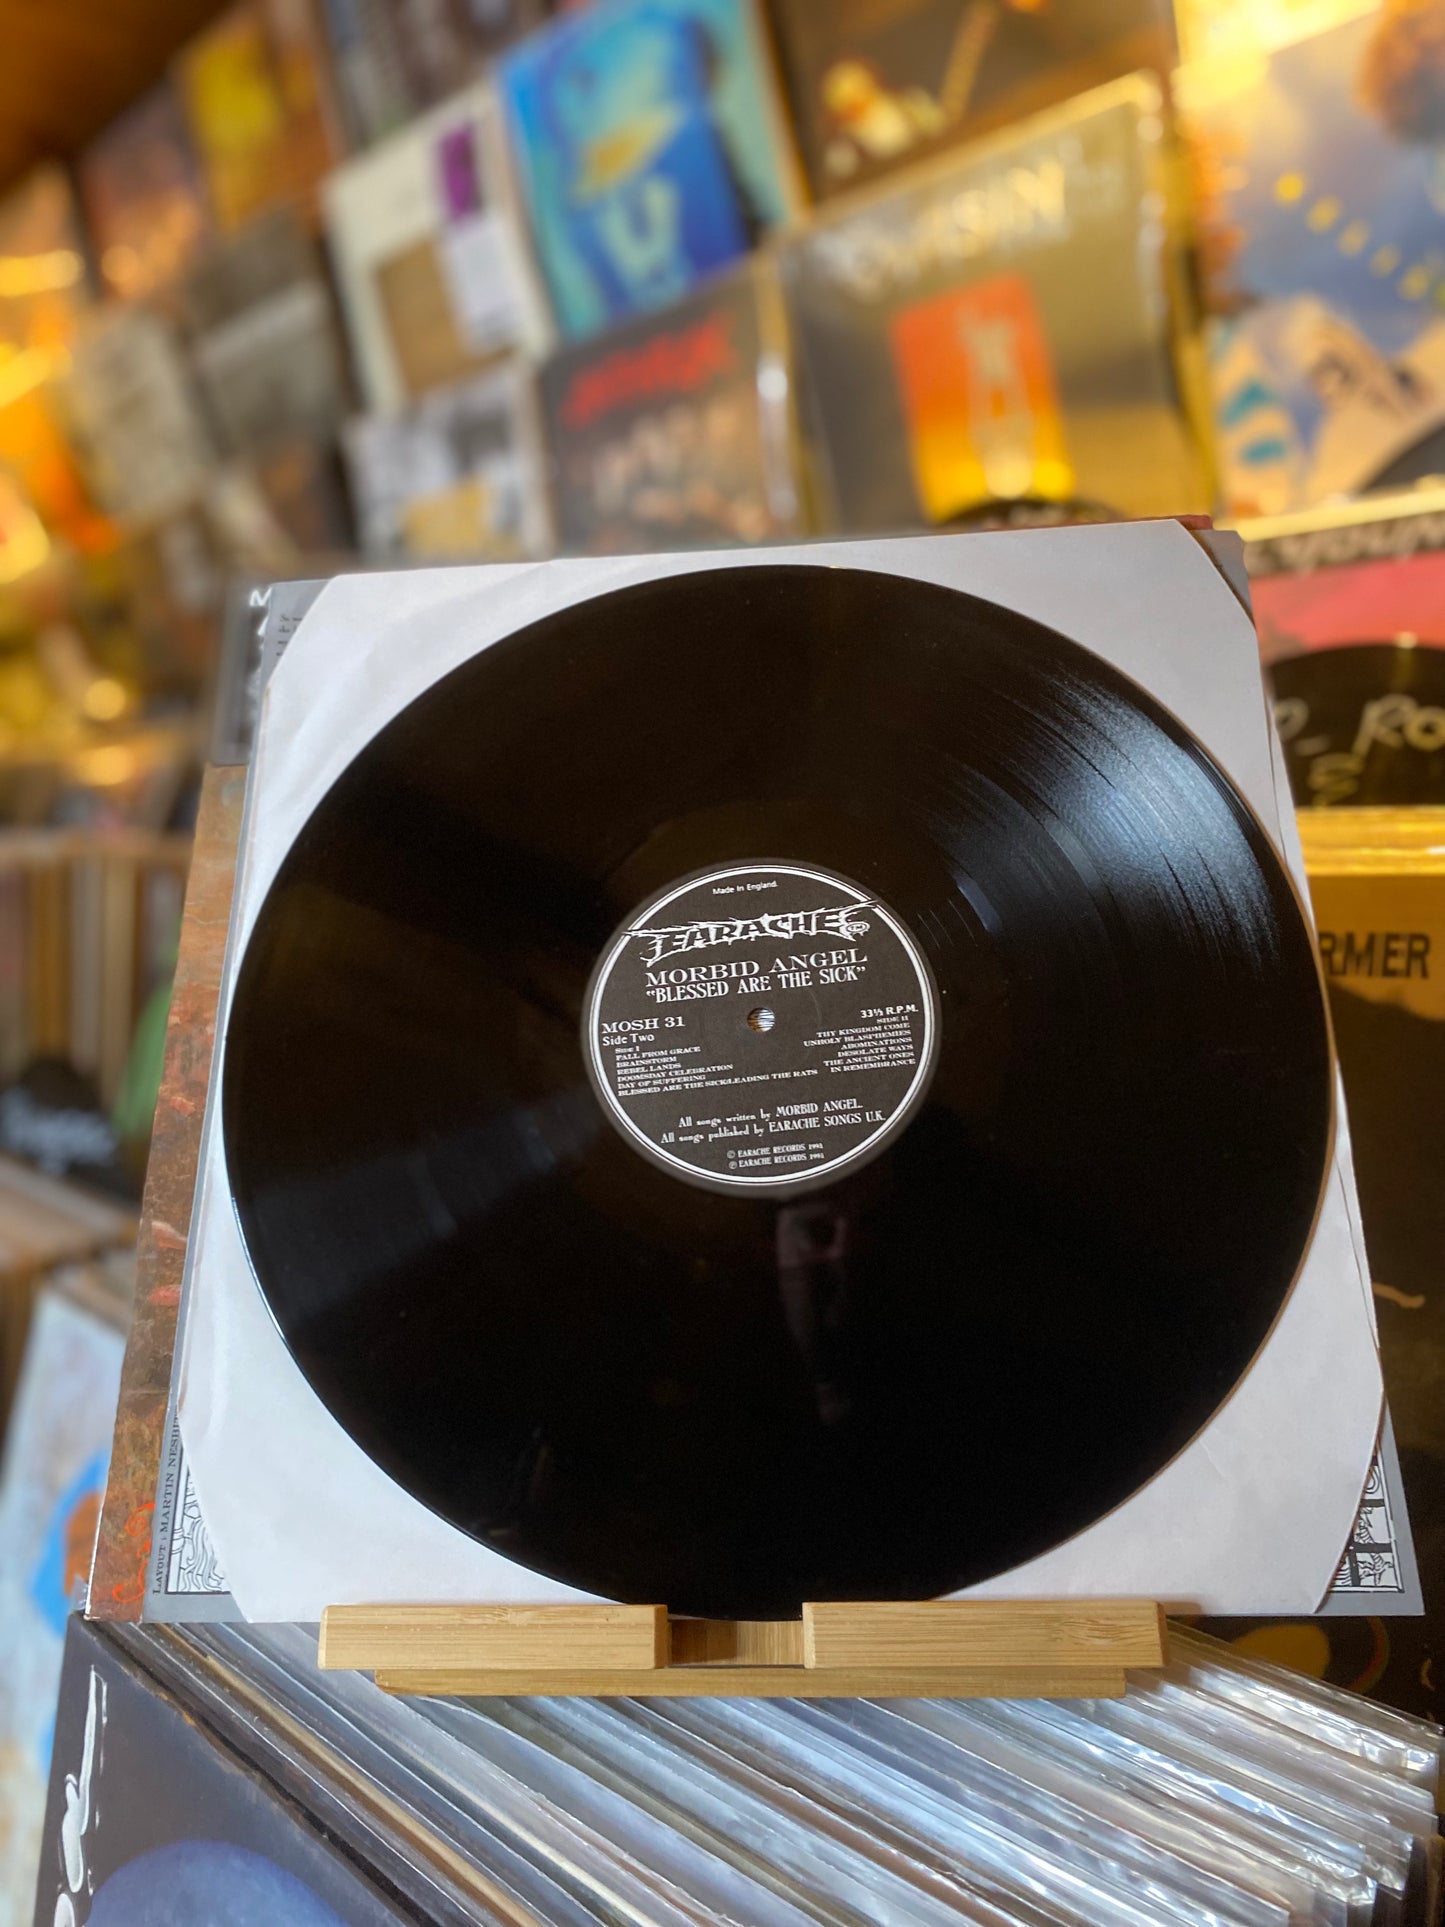 Made In England.
EARACHE
MORBID ANGEL
"BLESSED ARE THE SICK"
MOSH 31
Side Two
33⅓ R.P.M.
SIDE I
FALL FROM GRACE
BRAINSTORM
REBEL LANDS
DOOMSDAY CELEBRATION
DAY OF SUFFERING
BLESSED ARE THE SICK/LEADING THE RATS
SIDE II
THY KINGDOM COME
UNHOLY BLASPHEMIES
ABOMINATIONS
DESOLATE WAYS
THE ANCIENT ONES
IN REMEMBRANCE
All songs written by MORBID ANGEL.
All songs published by EARACHE SONGS U.K.
© EARACHE RECORDS 1991
℗ EARACHE RECORDS 1991
LAYOUT : MARTIN
RMER